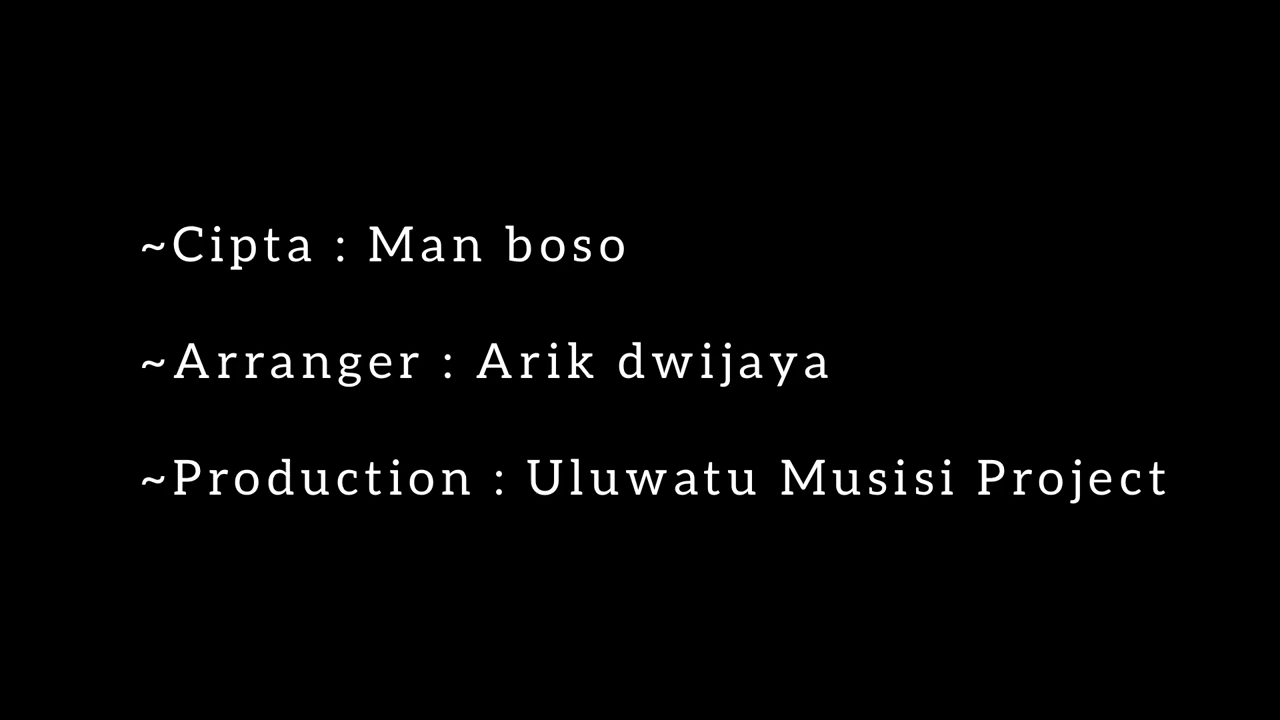 ~Cipta : Man boso
~Arranger : Arik dwijaya
~Production : Uluwatu Musisi Project